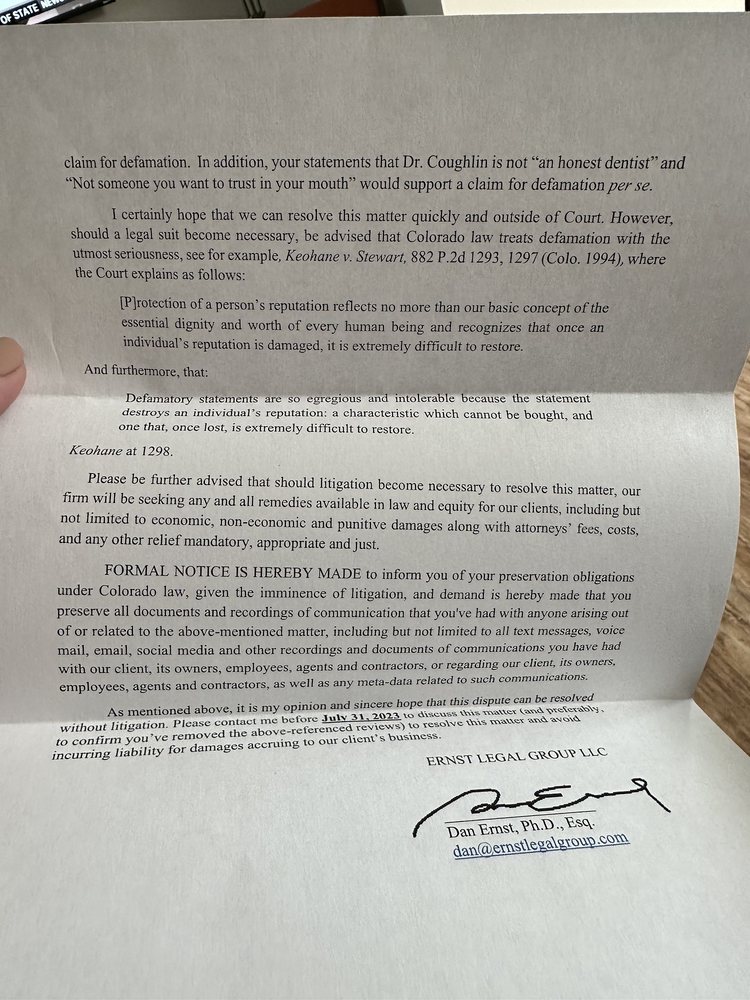 OF STATE NEW
claim for defamation. In addition, your statements that Dr. Coughlin is not “an honest dentist” and
“Not someone you want to trust in your mouth” would support a claim for defamation per se.
I certainly hope that we can resolve this matter quickly and outside of Court. However,
should a legal suit become necessary, be advised that Colorado law treats defamation with the
utmost seriousness, see for example, Keohane v. Stewart, 882 P.2d 1293, 1297 (Colo. 1994), where
the Court explains as follows:
[P]rotection of a person’s reputation reflects no more than our basic concept of the
essential dignity and worth of every human being and recognizes that once an
individual’s reputation is damaged, it is extremely difficult to restore.
And furthermore, that:
Defamatory statements are so egregious and intolerable because the statement
destroys an individual’s reputation: a characteristic which cannot be bought, and
one that, once lost, is extremely difficult to restore.
Keohane at 1298.
Please be further advised that should litigation become necessary to resolve this matter, our
firm will be seeking any and all remedies available in law and equity for our clients, including but
not limited to economic, non-economic and punitive damages along with attorneys’ fees, costs,
and any other relief mandatory, appropriate and just.
FORMAL NOTICE IS HEREBY MADE to inform you of your preservation obligations
under Colorado law, given the imminence of litigation, and demand is hereby made that you
preserve all documents and recordings of communication that you've had with anyone arising out
of or related to the above-mentioned matter, including but not limited to all text messages, voice
mail, email, social media and other recordings and documents of communications you have had
with our client, its owners, employees, agents and contractors, or regarding our client, its owners,
employees, agents and contractors, as well as any meta-data related to such communications.
As mentioned above, it is my opinion and sincere hope that this dispute can be resolved
without litigation. Please contact me before July 31, 2023 to discuss this matter (and preferably,
to confirm you’ve removed the above-referenced reviews) to resolve this matter and avoid
incurring liability for damages accruing to our client’s business.
ERNST LEGAL GROUP LLC
Dan Ernst, Ph.D., Esq.
dan@ernstlegalgroup.com